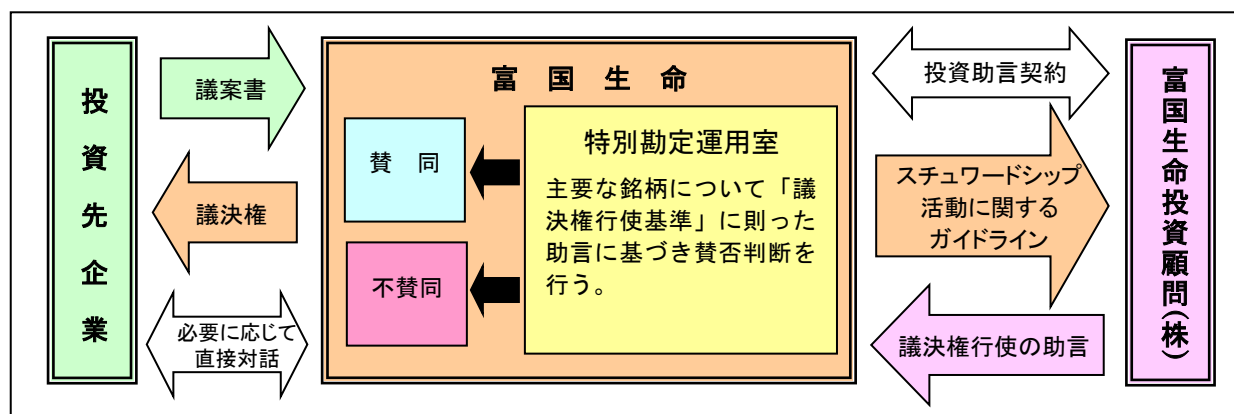 投資先企業
議案書
議決権
必要に応じて
直接対話
富国生命
賛 同
不賛同
特別勘定運用室
主要な銘柄について「議
決権行使基準」に則った
助言に基づき賛否判断を
行う。
投資助言契約
スチュワードシップ
活動に関する
ガイドライン
議決権行使の助言
富国生命投資顧問(株)